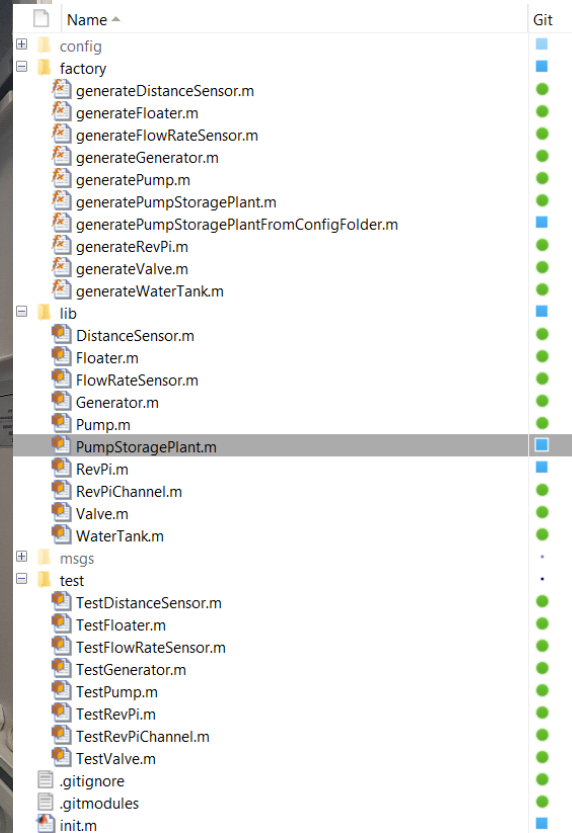 Name Git
config
factory
generateDistanceSensor.m
generateFloater.m
generateFlowRateSensor.m
generateGenerator.m
generatePump.m
generatePumpStoragePlant.m
generatePumpStoragePlantFromConfigFolder.m
generateRevPi.m
generateValve.m
generateWaterTank.m
lib
DistanceSensor.m
Floater.m
FlowRateSensor.m
Generator.m
Pump.m
PumpStoragePlant.m
RevPi.m
RevPiChannel.m
Valve.m
WaterTank.m
msgs
test
TestDistanceSensor.m
TestFloater.m
TestFlowRateSensor.m
TestGenerator.m
TestPump.m
TestRevPi.m
TestRevPiChannel.m
TestValve.m
.gitignore
.gitmodules
init.m